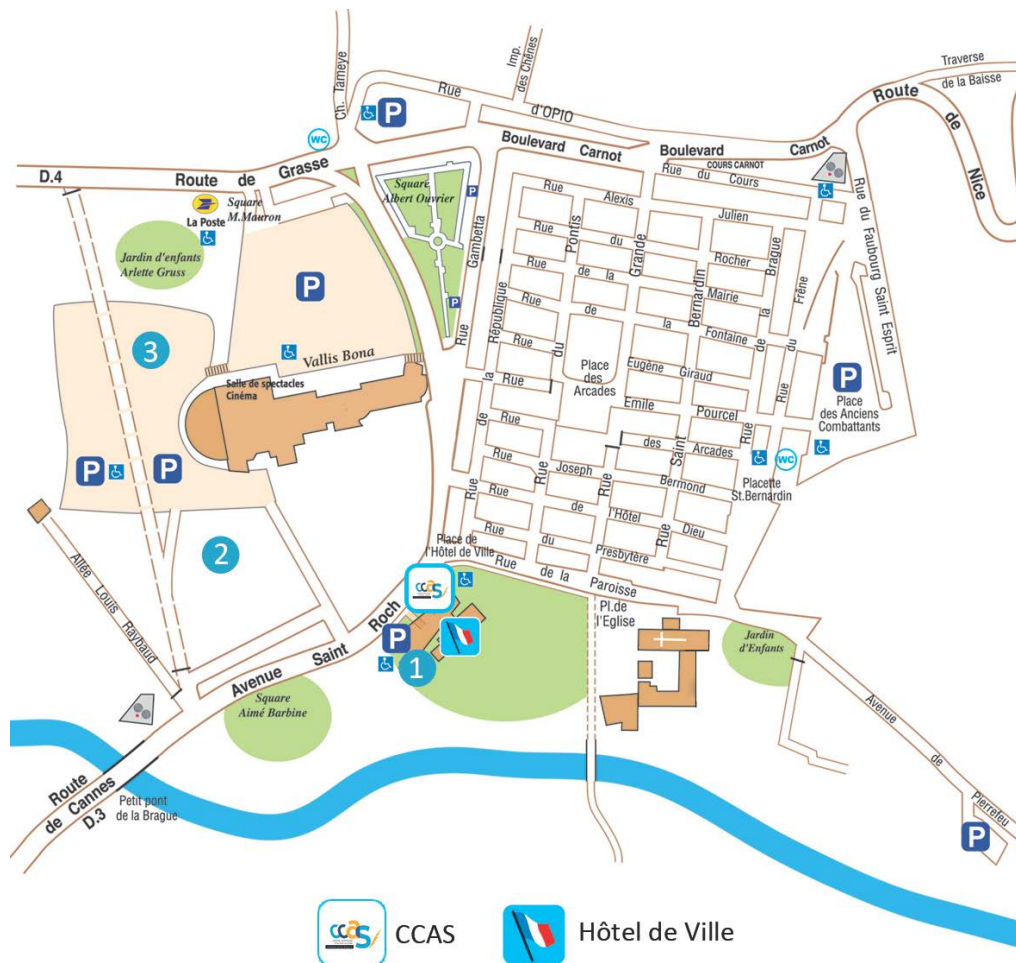 Traverse
de la Baisse
Route
de
Nice
Imp.
des Chênes
ch. Tameye
Rue
d'OPIO
P
wc
Boulevard Carnot
Boulevard Carnot
COURS CARNOT
Rue du Cours
D.4
Route de Grasse
La Poste
Square
M.Mauron
Square
Albert Ouvrier
P
P
Jardin d'enfants
Arlette Gruss
P
Rue Gambetta
Rue de la République
Rue Alexis Julien
Rue du Rocher
Rue de la Mairie
Rue de la Fontaine
Rue Eugène Giraud
Rue Emile Pourcel
Rue des Arcades
Rue Joseph Bermond
Rue de l'Hôtel Dieu
Rue du Presbytère
Rue de la Paroisse
Rue du Pontis
Rue Grande
Rue Saint Bernardin
Rue de la Brague
Rue du Frêne
Rue du Faubourg Saint Esprit
Place
des
Arcades
P
Place
des Anciens
Combattants
wc
Placette
St.Bernardin
3
Vallis Bona
Salle de spectacles
Cinéma
P
P
2
Allée Louis Raybaud
Place de
l'Hôtel de Ville
ccas
P
1
Avenue Saint Roch
Square
Aimé Barbine
Pl.de
l'Eglise
Jardin
d'Enfants
Avenue de Pierrefeu
P
Route
de Cannes
D.3
Petit pont
de la Brague
ccas
CCAS
Hôtel de Ville